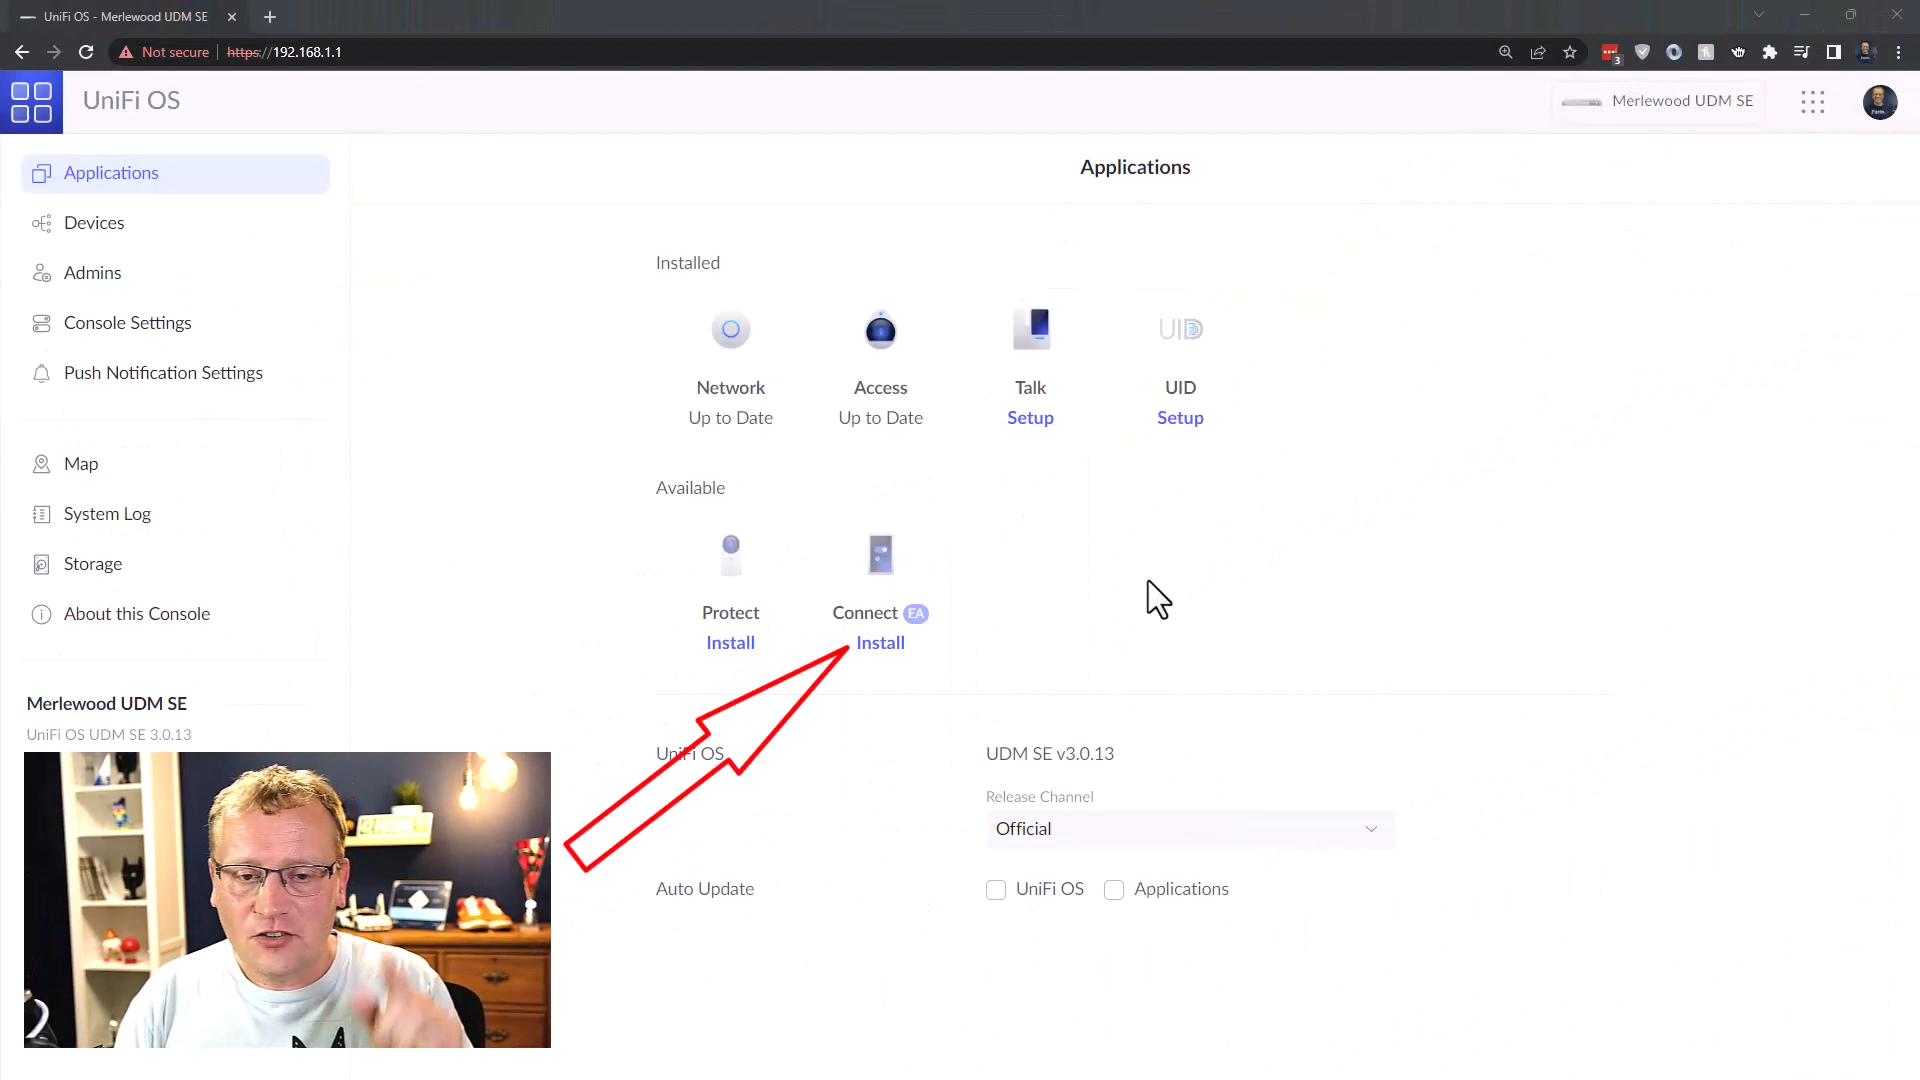 UniFi OS - Merlewood UDM SE
Not secure https://192.168.1.1
3
UniFi OS
Merlewood UDM SE
Applications
Devices
Admins
Console Settings
Push Notification Settings
Map
System Log
Storage
About this Console
Merlewood UDM SE
UniFi OS UDM SE 3.0.13
Applications
Installed
Network
Up to Date
Access
Up to Date
Talk
Setup
UID
UID
Setup
Available
Protect
Install
Connect EA
Install
UniFi OS
UDM SE v3.0.13
Release Channel
Official
Auto Update
UniFi OS
Applications